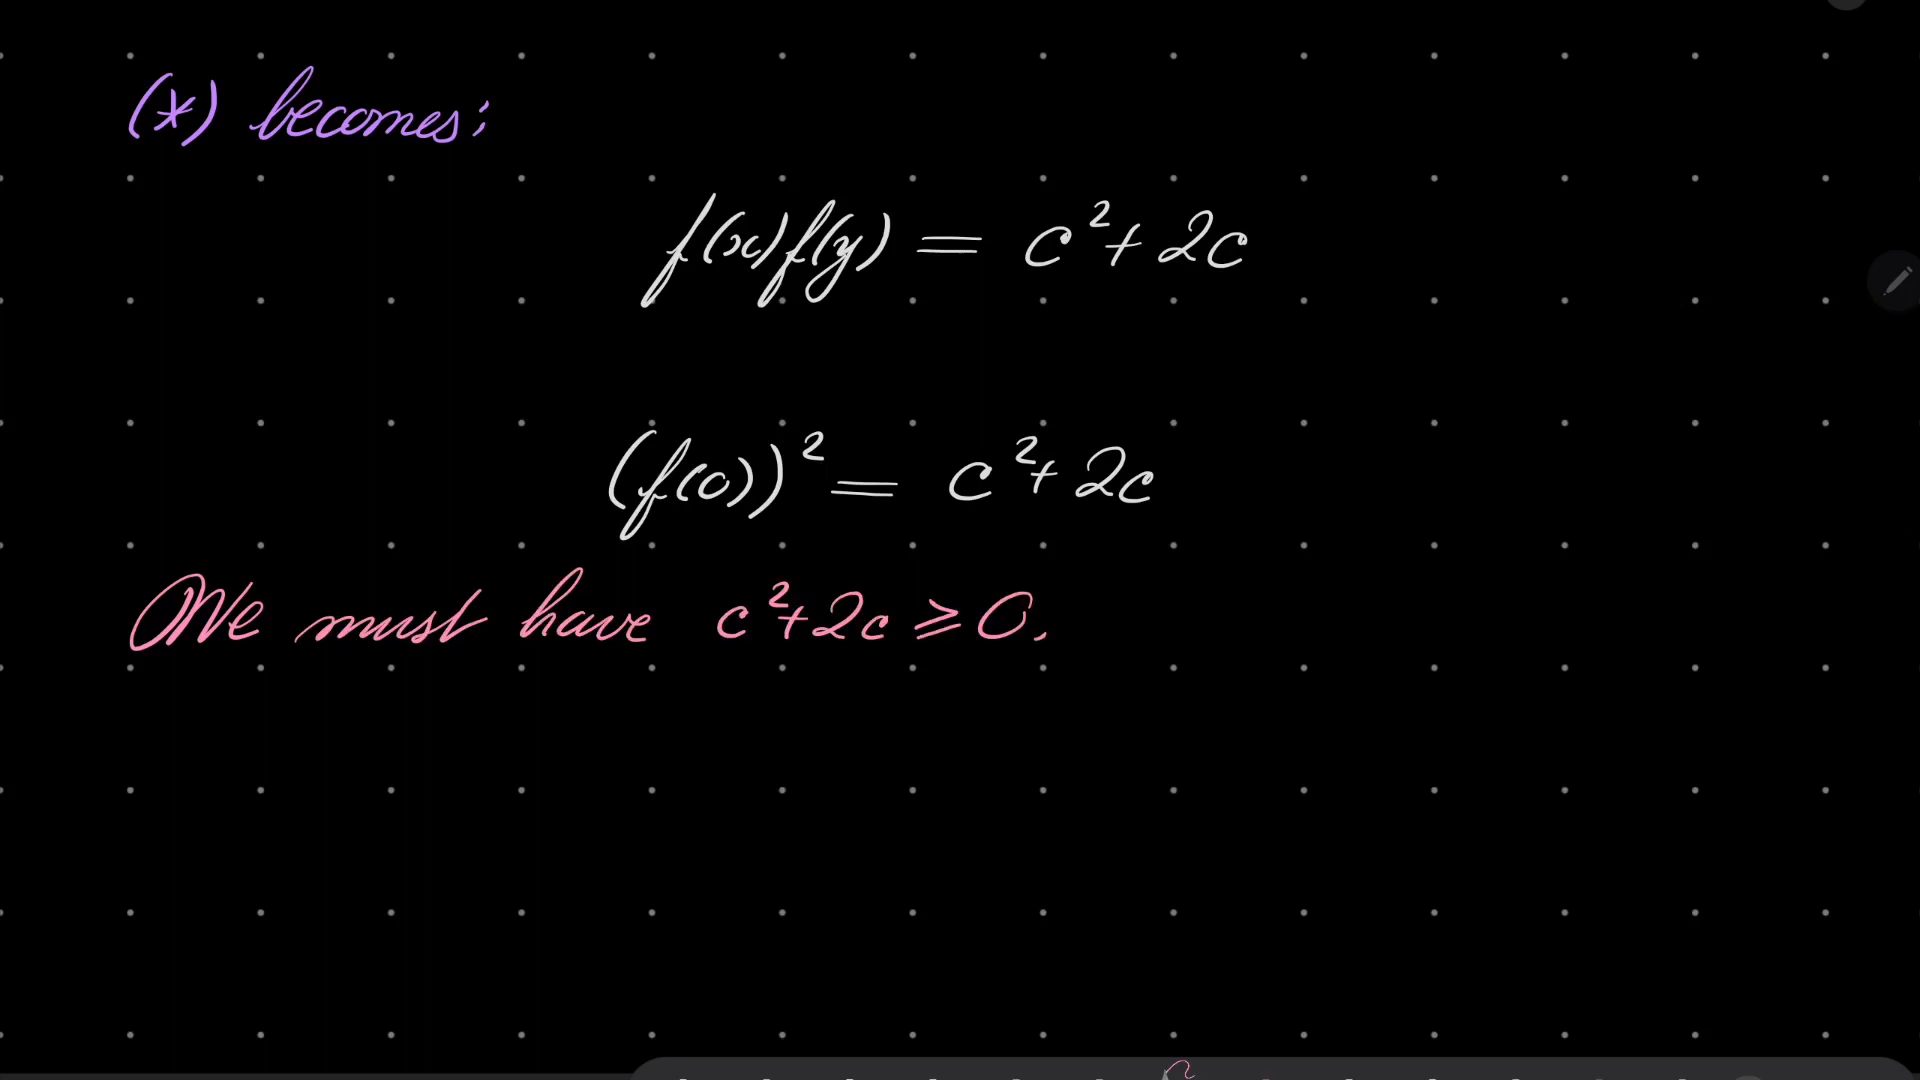 (*) becomes:
f(x)f(y) = c²+2c
(f(0))² = c²+2c
We must have c²+2c ⩾ 0.